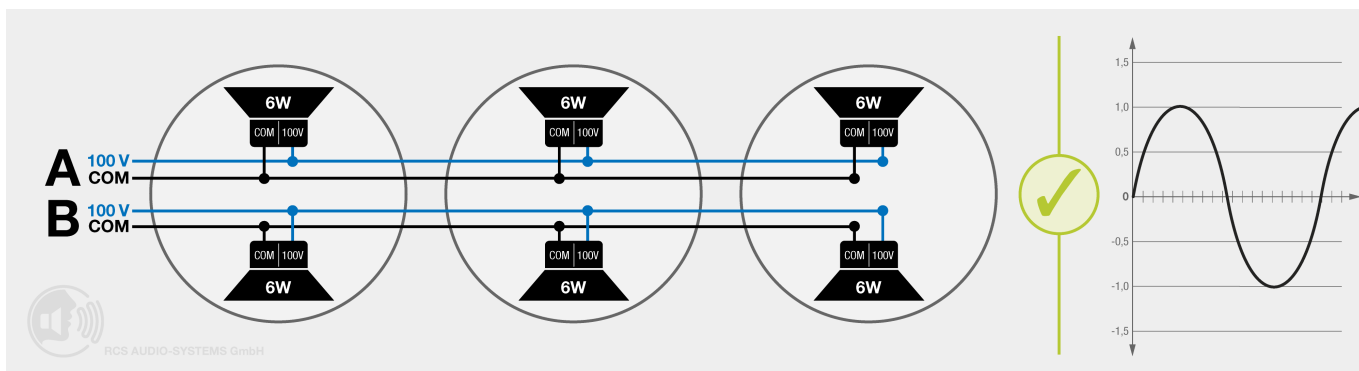 6W 6W 6W
COM 100V COM 100V COM 100V
A 100 V
COM
B 100 V
COM
COM 100V COM 100V COM 100V
6W 6W 6W
RCS AUDIO-SYSTEMS GmbH
1,5
1,0
0,5
0
-0,5
-1,0
-1,5